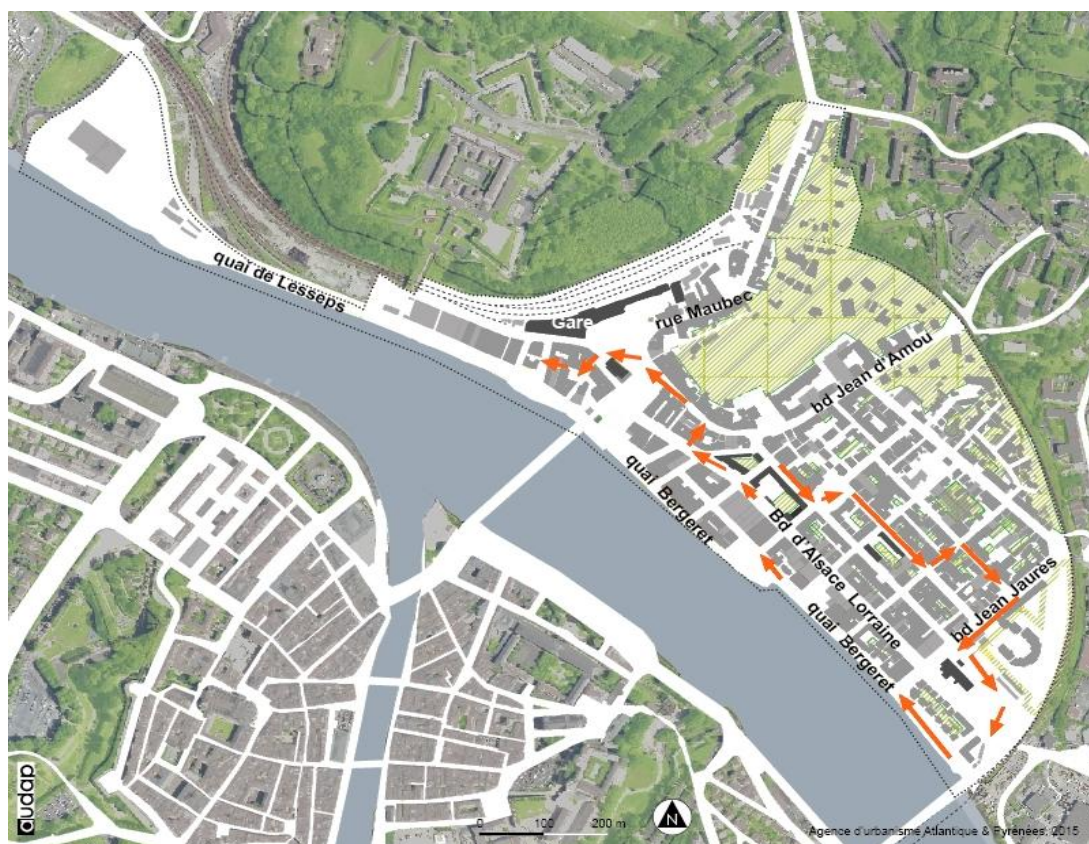 quai de Lesseps
Gare
rue Maubec
bd Jean d'Amou
quai Bergeret
Bd d'Alsace Lorraine
bd Jean Jaures
quai Bergeret
audap
0 100 200 m
N
Agence d'urbanisme Atlantique & Pyrénées, 2015